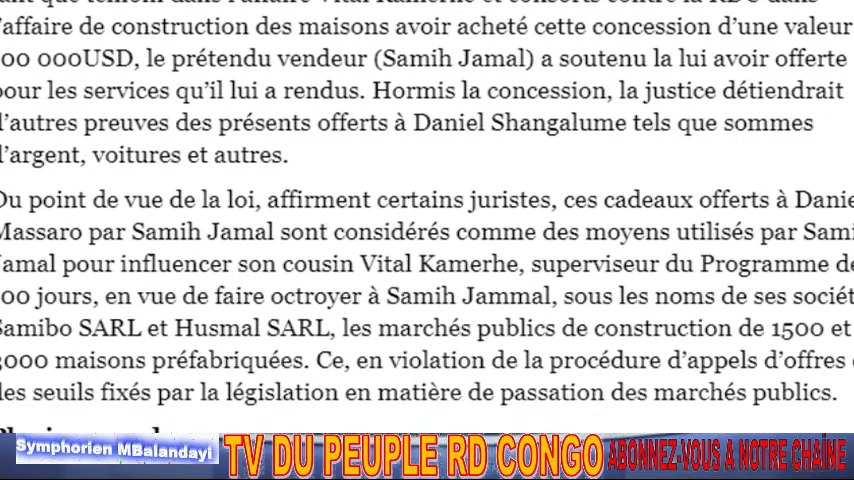 l'affaire de construction des maisons avoir acheté cette concession d'une valeur
00 000USD, le prétendu vendeur (Samih Jamal) a soutenu la lui avoir offerte
pour les services qu'il lui a rendus. Hormis la concession, la justice détiendrait
d'autres preuves des présents offerts à Daniel Shangalume tels que sommes
d'argent, voitures et autres.
Du point de vue de la loi, affirment certains juristes, ces cadeaux offerts à Danie
Massaro par Samih Jamal sont considérés comme des moyens utilisés par Sami
Jamal pour influencer son cousin Vital Kamerhe, superviseur du Programme de
00 jours, en vue de faire octroyer à Samih Jammal, sous les noms de ses sociét
Samibo SARL et Husmal SARL, les marchés publics de construction de 1500 et
3000 maisons préfabriquées. Ce, en violation de la procédure d'appels d'offres
des seuils fixés par la législation en matière de passation des marchés publics.
Symphorien MBalandayi TV DU PEUPLE RD CONGO ABONNEZ-VOUS A NOTRE CHAÎNE